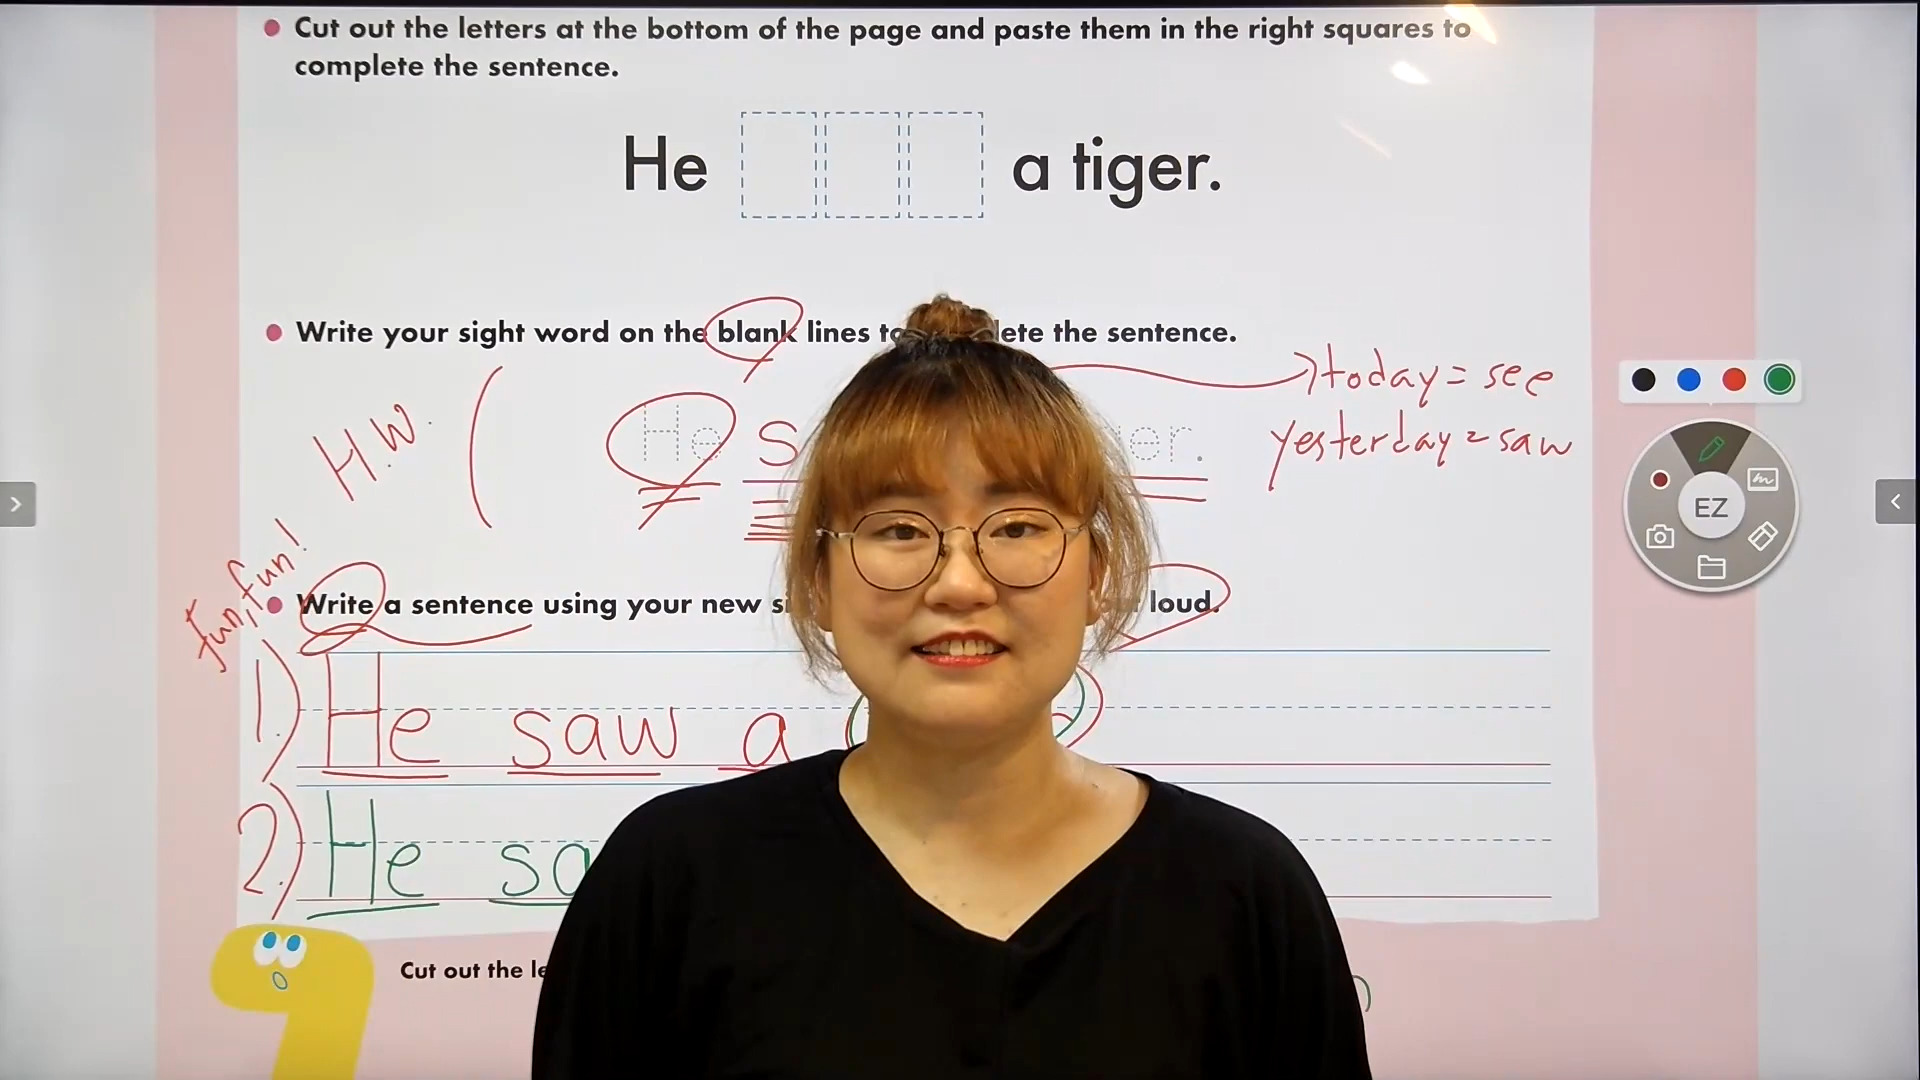 Cut out the letters at the bottom of the page and paste them in the right squares to
complete the sentence.
He a tiger.
Write your sight word on the blank lines to lete the sentence.
today = see
H.W. ( He s er.
yesterday = saw
EZ
fun, fun!
Write a sentence using your new si loud.
1.) He saw a
2.) He sa
Cut out the le